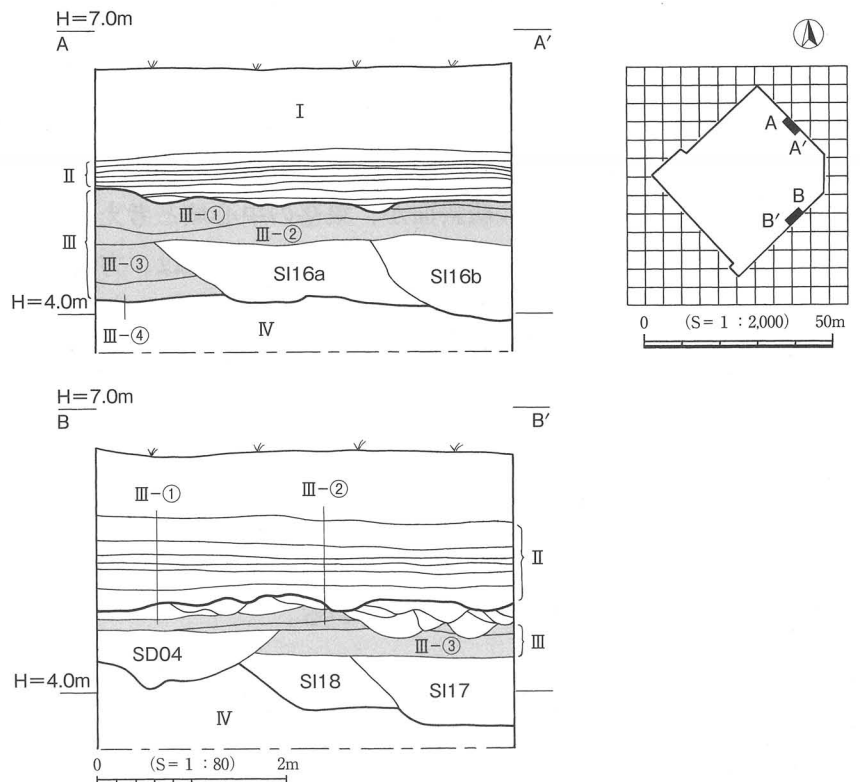 H=7.0m
A
A′
I
II
III-①
III-②
III
III-③
SI16a
SI16b
H=4.0m
III-④
IV
A
A′
B
B′
0 (S= 1 : 2,000) 50m
H=7.0m
B
B′
III-①
III-②
II
III-③
III
SD04
SI18
SI17
H=4.0m
IV
0 (S= 1 : 80) 2m